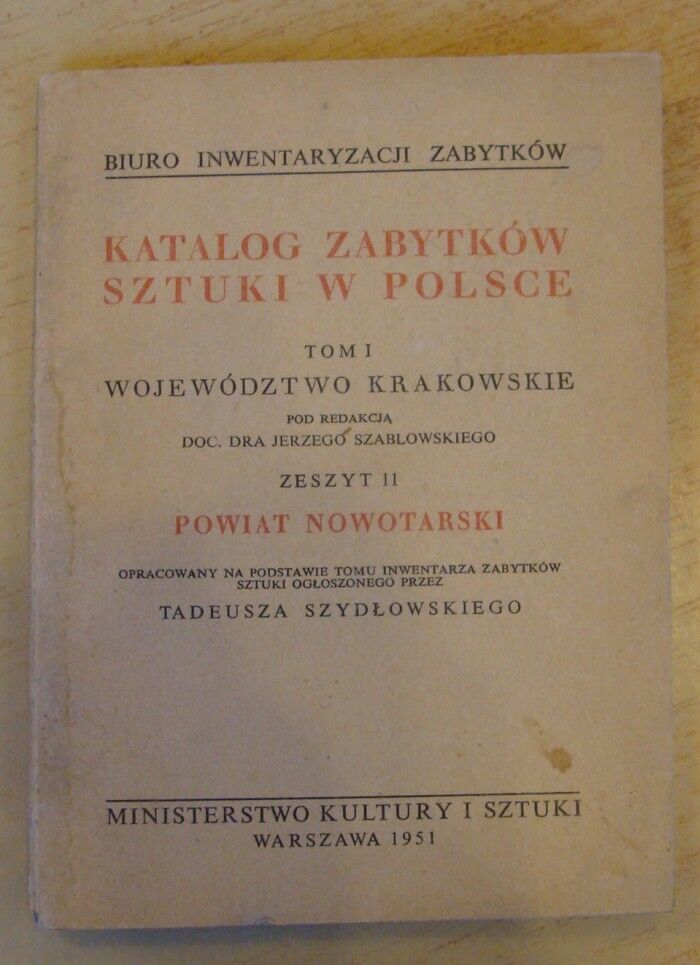 BIURO INWENTARYZACJI ZABYTKÓW
KATALOG ZABYTKÓW
SZTUKI W POLSCE
TOM I
WOJEWÓDZTWO KRAKOWSKIE
POD REDAKCJĄ
DOC. DRA JERZEGO SZABLOWSKIEGO
ZESZYT 11
POWIAT NOWOTARSKI
OPRACOWANY NA PODSTAWIE TOMU INWENTARZA ZABYTKÓW
SZTUKI OGŁOSZONEGO PRZEZ
TADEUSZA SZYDŁOWSKIEGO
MINISTERSTWO KULTURY I SZTUKI
WARSZAWA 1951